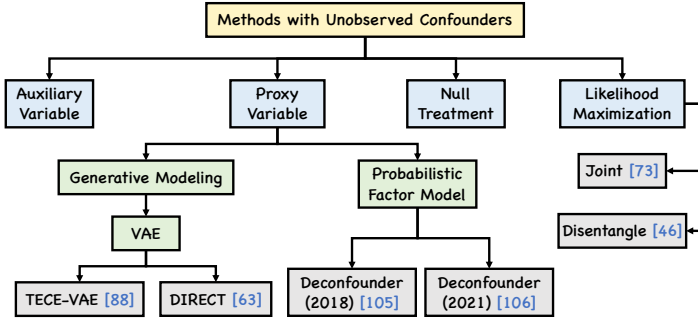 Methods with Unobserved Confounders
Auxiliary
Variable
Proxy
Variable
Null
Treatment
Likelihood
Maximization
Generative Modeling
Probabilistic
Factor Model
Joint [73]
VAE
Disentangle [46]
TECE-VAE [88]
DIRECT [63]
Deconfounder
(2018) [105]
Deconfounder
(2021) [106]